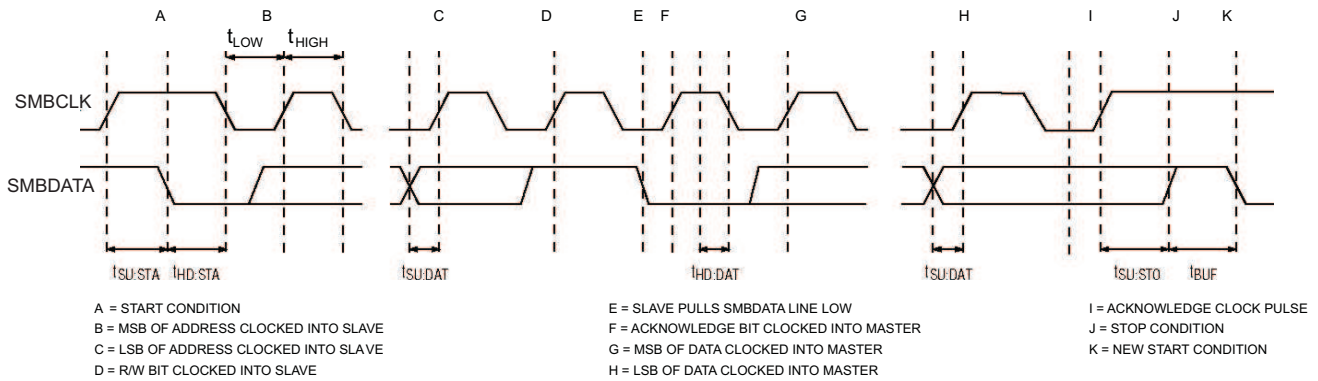 A B C D E F G H I J K
tLOW tHIGH
SMBCLK
SMBDATA
tSU:STA tHD:STA tSU:DAT tHD:DAT tSU:DAT tSU:STO tBUF
A = START CONDITION
B = MSB OF ADDRESS CLOCKED INTO SLAVE
C = LSB OF ADDRESS CLOCKED INTO SLAVE
D = R/W BIT CLOCKED INTO SLAVE
E = SLAVE PULLS SMBDATA LINE LOW
F = ACKNOWLEDGE BIT CLOCKED INTO MASTER
G = MSB OF DATA CLOCKED INTO MASTER
H = LSB OF DATA CLOCKED INTO MASTER
I = ACKNOWLEDGE CLOCK PULSE
J = STOP CONDITION
K = NEW START CONDITION